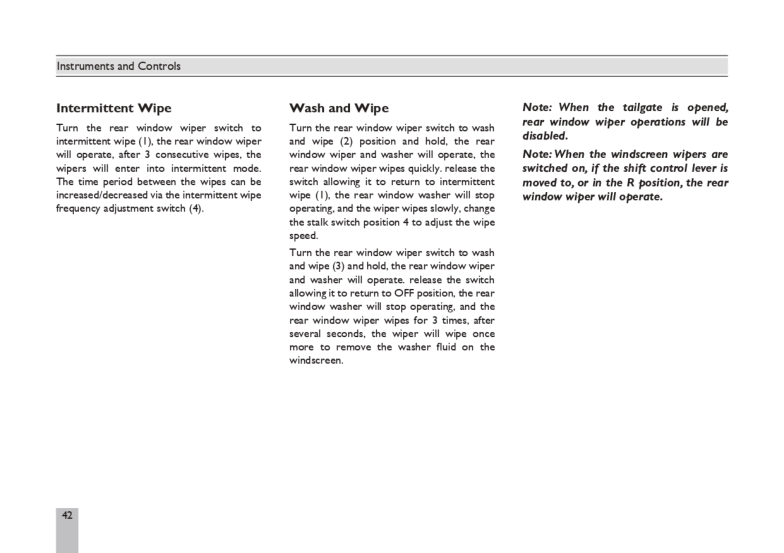 Instruments and Controls
Intermittent Wipe
Turn the rear window wiper switch to
intermittent wipe (1), the rear window wiper
will operate, after 3 consecutive wipes, the
wipers will enter into intermittent mode.
The time period between the wipes can be
increased/decreased via the intermittent wipe
frequency adjustment switch (4).
Wash and Wipe
Turn the rear window wiper switch to wash
and wipe (2) position and hold, the rear
window wiper and washer will operate, the
rear window wiper wipes quickly. release the
switch allowing it to return to intermittent
wipe (1), the rear window washer will stop
operating, and the wiper wipes slowly, change
the stalk switch position 4 to adjust the wipe
speed.
Turn the rear window wiper switch to wash
and wipe (3) and hold, the rear window wiper
and washer will operate. release the switch
allowing it to return to OFF position, the rear
window washer will stop operating, and the
rear window wiper wipes for 3 times, after
several seconds, the wiper will wipe once
more to remove the washer fluid on the
windscreen.
Note: When the tailgate is opened,
rear window wiper operations will be
disabled.
Note: When the windscreen wipers are
switched on, if the shift control lever is
moved to, or in the R position, the rear
window wiper will operate.
42